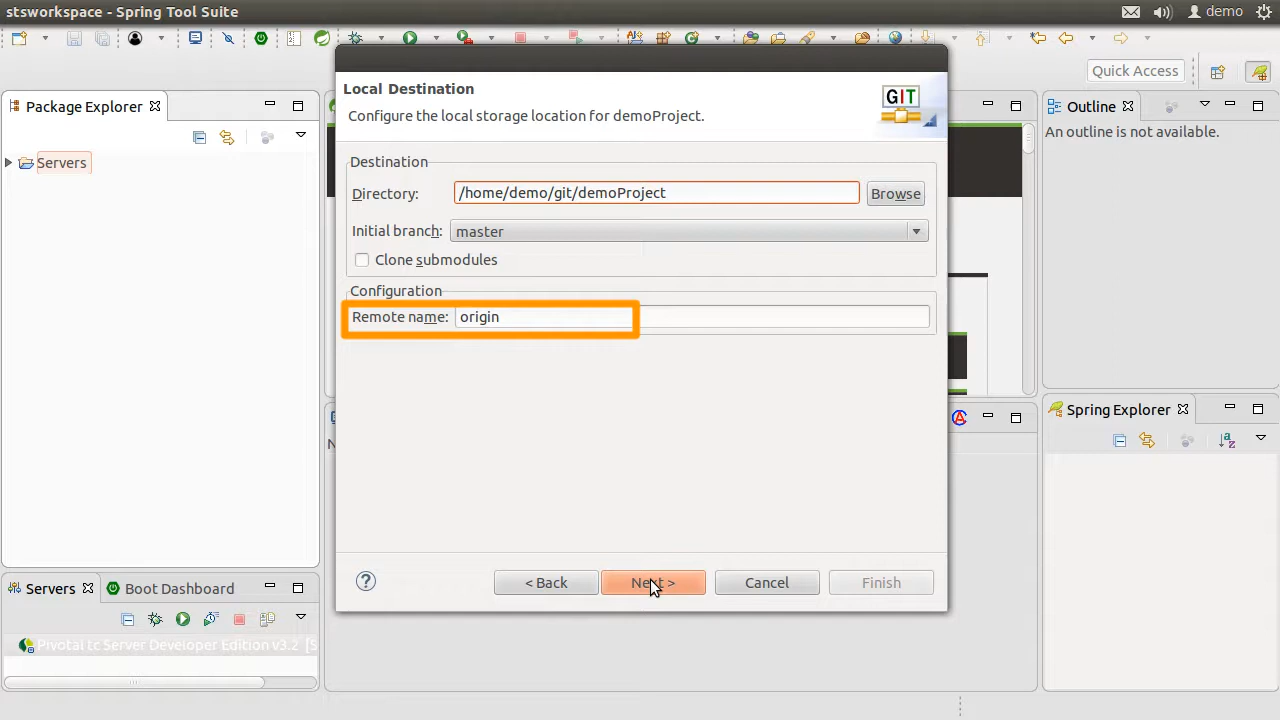 stsworkspace - Spring Tool Suite
demo
Quick Access
Package Explorer
Servers
Local Destination
Configure the local storage location for demoProject.
GIT
Destination
Directory: /home/demo/git/demoProject Browse
Initial branch: master
Clone submodules
Configuration
Remote name: origin
< Back Next > Cancel Finish
Outline
An outline is not available.
Spring Explorer
Servers Boot Dashboard
Pivotal tc Server Developer Edition v3.2 [S